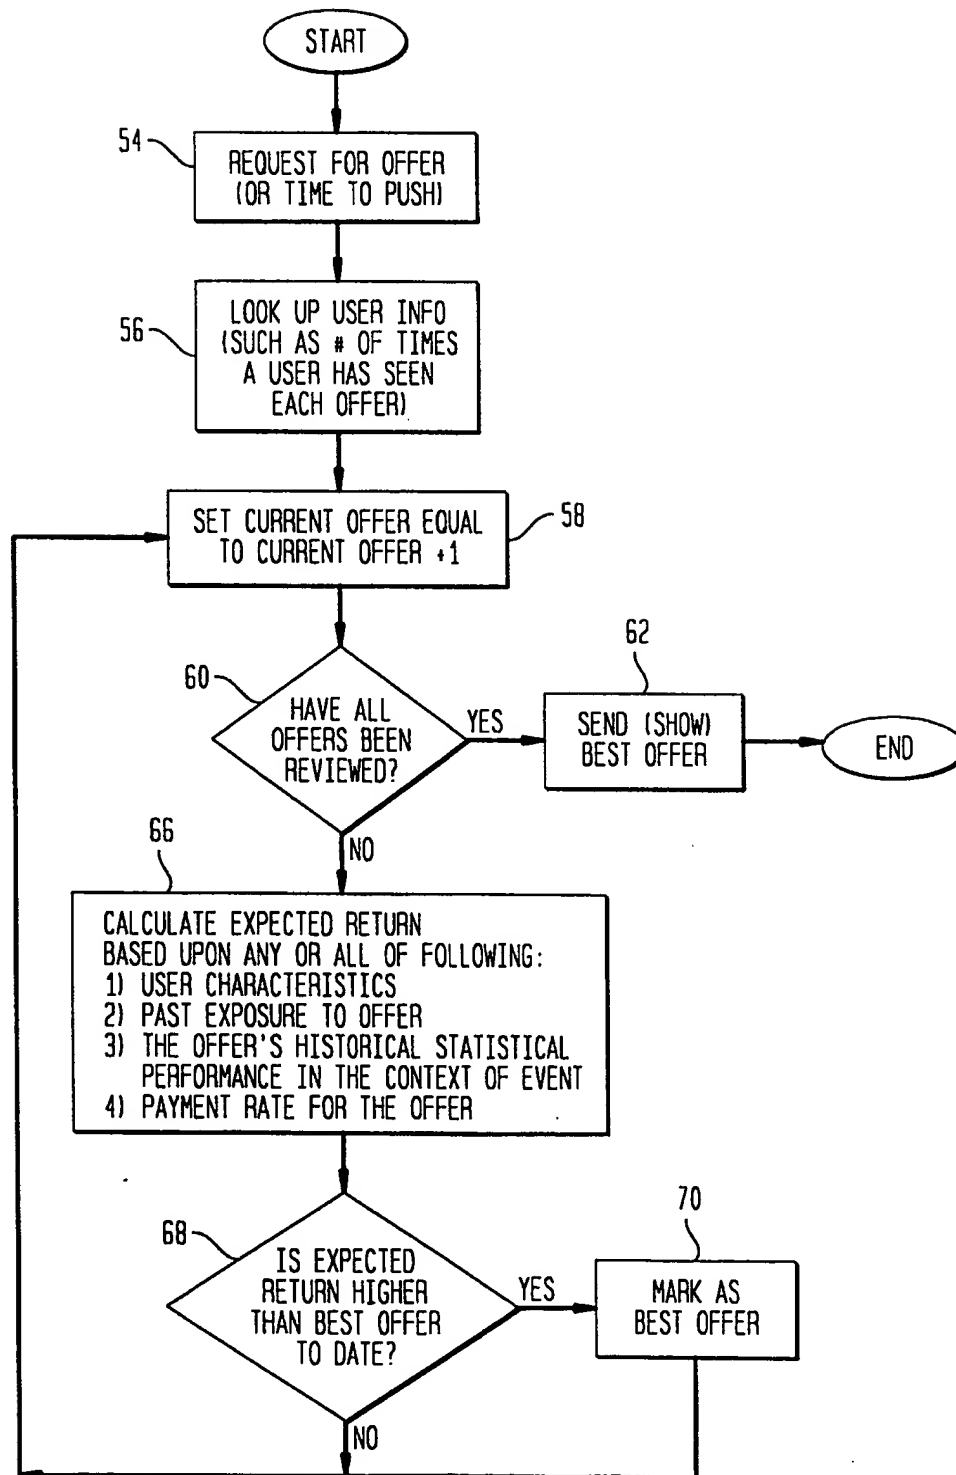 START
54
REQUEST FOR OFFER
(OR TIME TO PUSH)
56
LOOK UP USER INFO
(SUCH AS # OF TIMES
A USER HAS SEEN
EACH OFFER)
SET CURRENT OFFER EQUAL
TO CURRENT OFFER +1
58
60
HAVE ALL
OFFERS BEEN
REVIEWED?
YES
62
SEND (SHOW)
BEST OFFER
END
NO
66
CALCULATE EXPECTED RETURN
BASED UPON ANY OR ALL OF FOLLOWING:
1) USER CHARACTERISTICS
2) PAST EXPOSURE TO OFFER
3) THE OFFER'S HISTORICAL STATISTICAL
PERFORMANCE IN THE CONTEXT OF EVENT
4) PAYMENT RATE FOR THE OFFER
68
IS EXPECTED
RETURN HIGHER
THAN BEST OFFER
TO DATE?
YES
70
MARK AS
BEST OFFER
NO